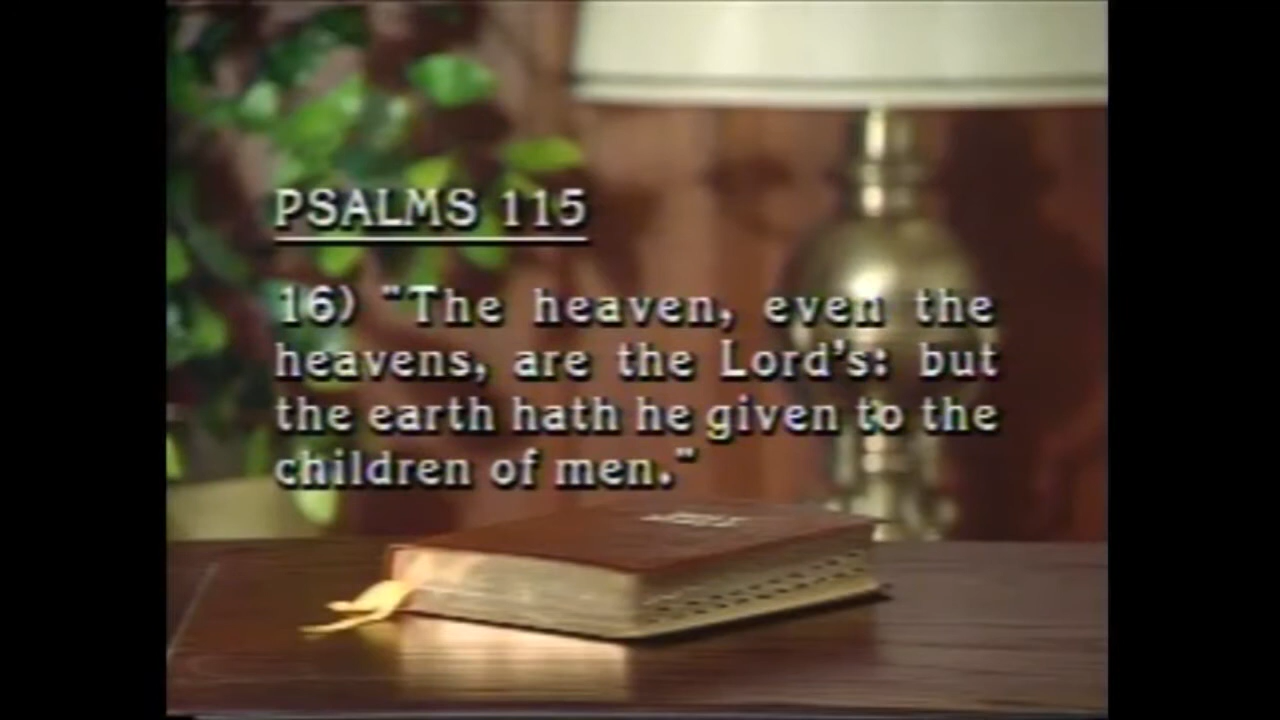 PSALMS 115
16) "The heaven, even the
heavens, are the Lord's: but
the earth hath he given to the
children of men."